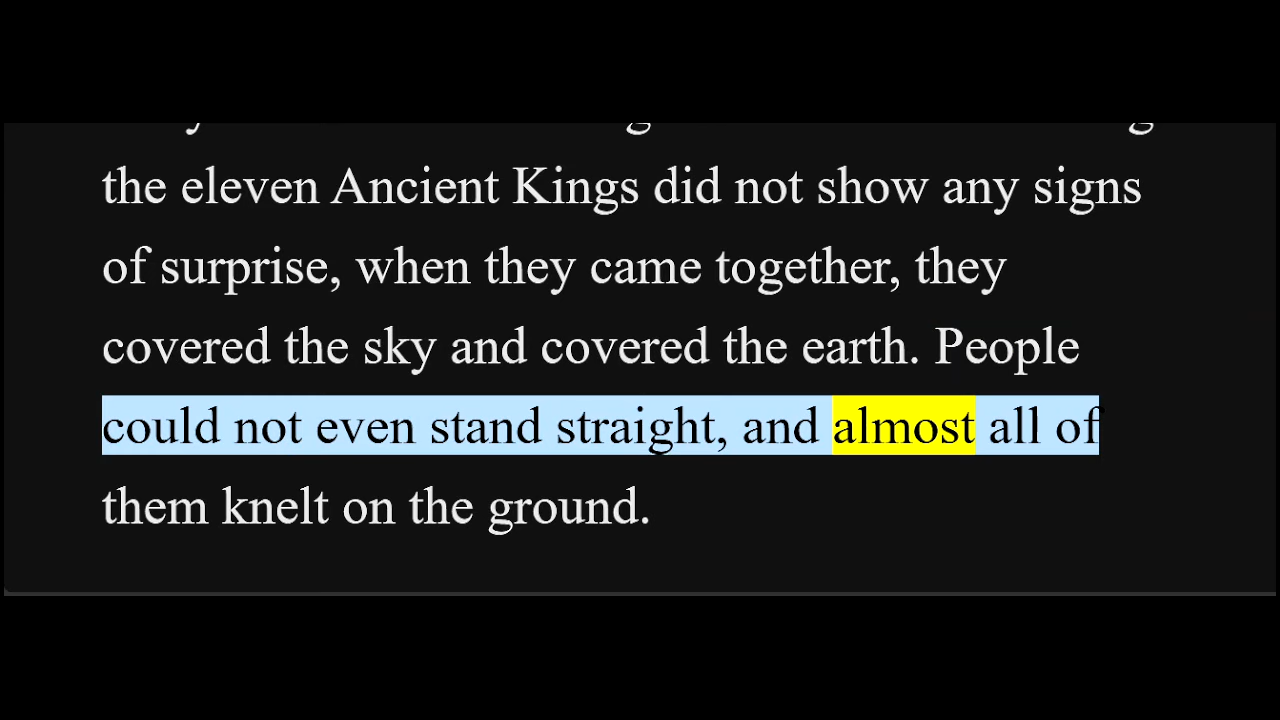 the eleven Ancient Kings did not show any signs
of surprise, when they came together, they
covered the sky and covered the earth. People
could not even stand straight, and almost all of
them knelt on the ground.